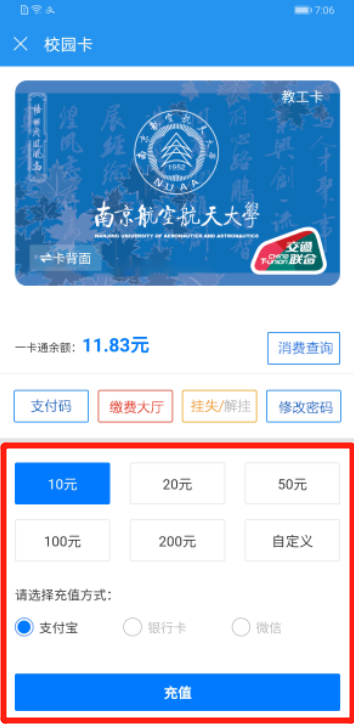 7:06
校园卡
教工卡
1952
NUAA
南京航空航天大學
NANJING UNIVERSITY OF AERONAUTICS AND ASTRONAUTICS
卡背面
交通
联合
CHINA
T-UNION
一卡通余额：11.83元
消费查询
支付码
缴费大厅
挂失/解挂
修改密码
10元
20元
50元
100元
200元
自定义
请选择充值方式：
支付宝
银行卡
微信
充值